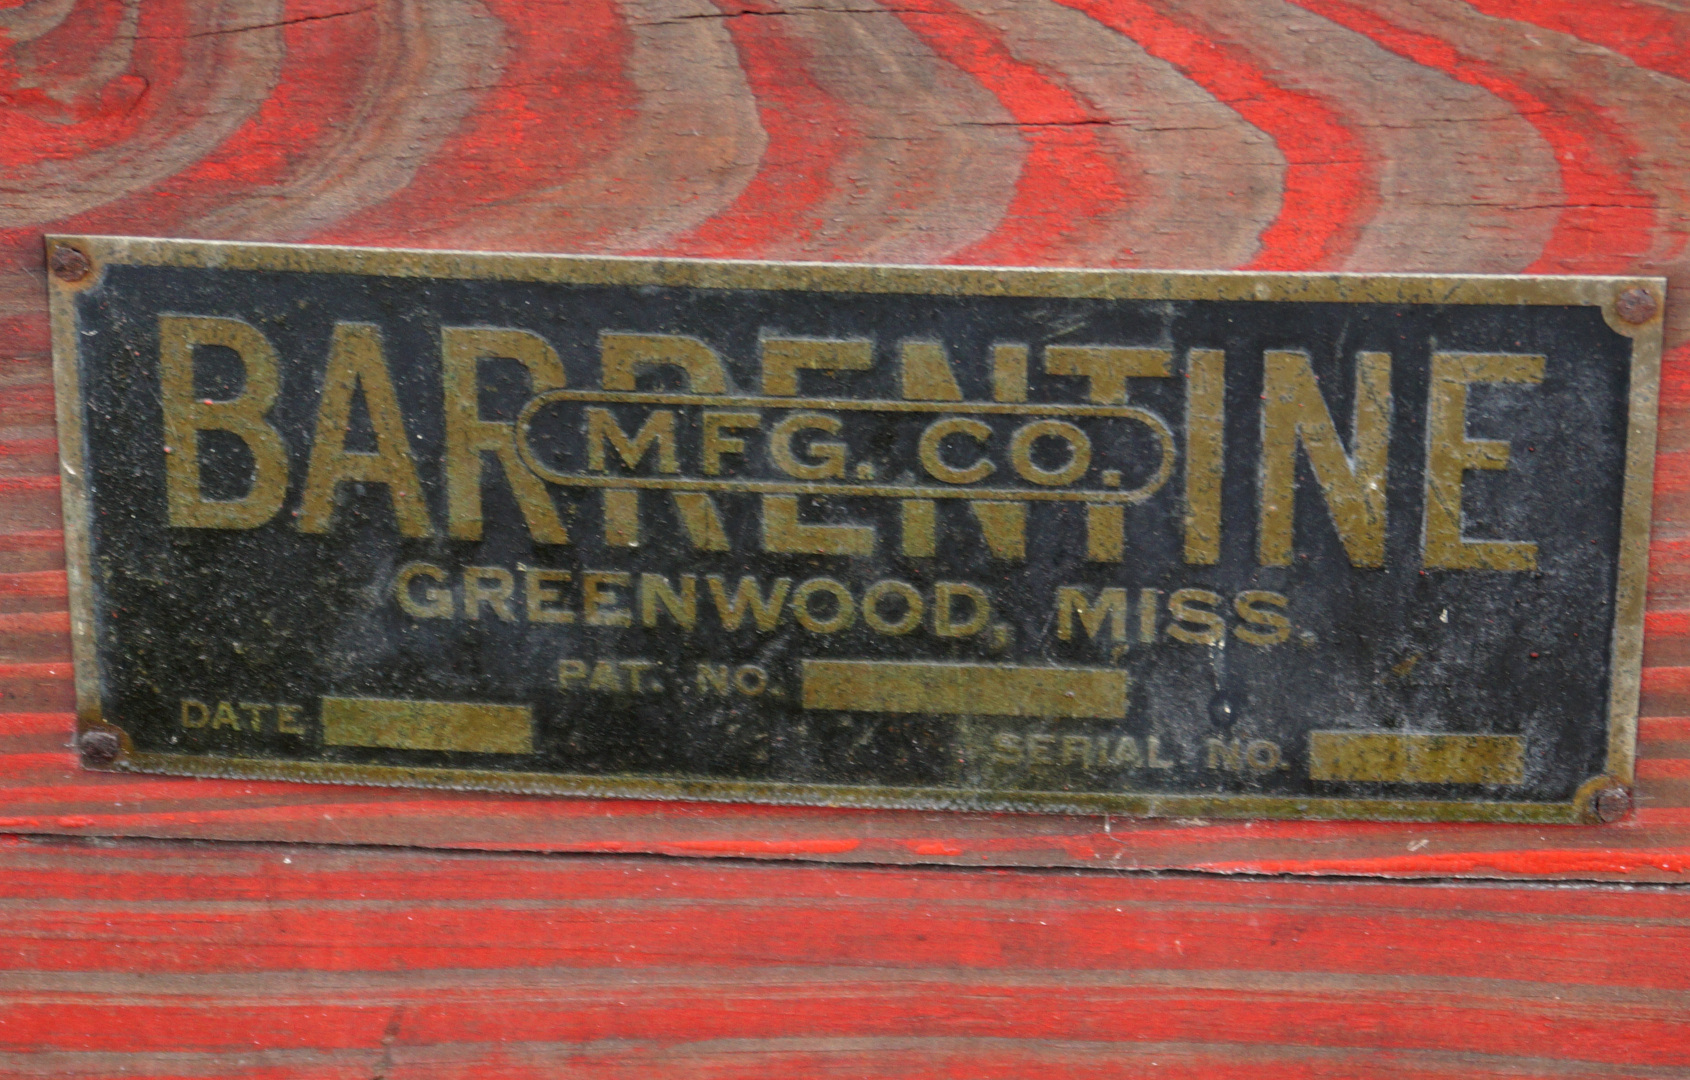 BARRENTINE
MFG. CO.
GREENWOOD, MISS.
PAT. NO.
DATE
SERIAL NO.